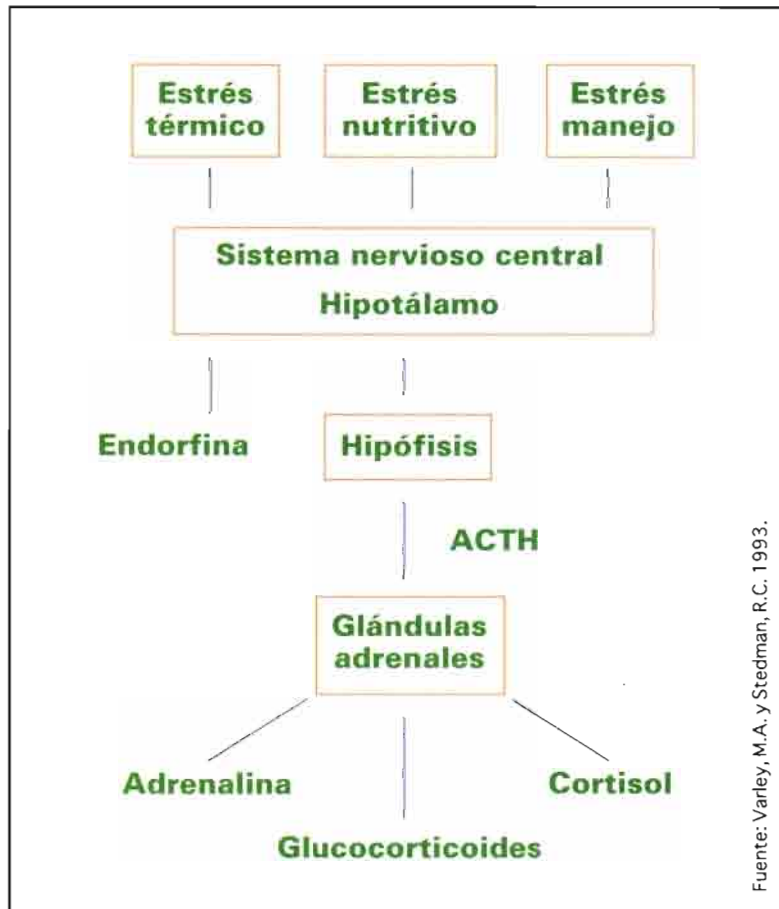 Estrés
térmico
Estrés
nutritivo
Estrés
manejo
Sistema nervioso central
Hipotálamo
Endorfina
Hipófisis
ACTH
Glándulas
adrenales
Adrenalina
Cortisol
Glucocorticoides
Fuente: Varley, M.A. y Stedman, R.C. 1993.